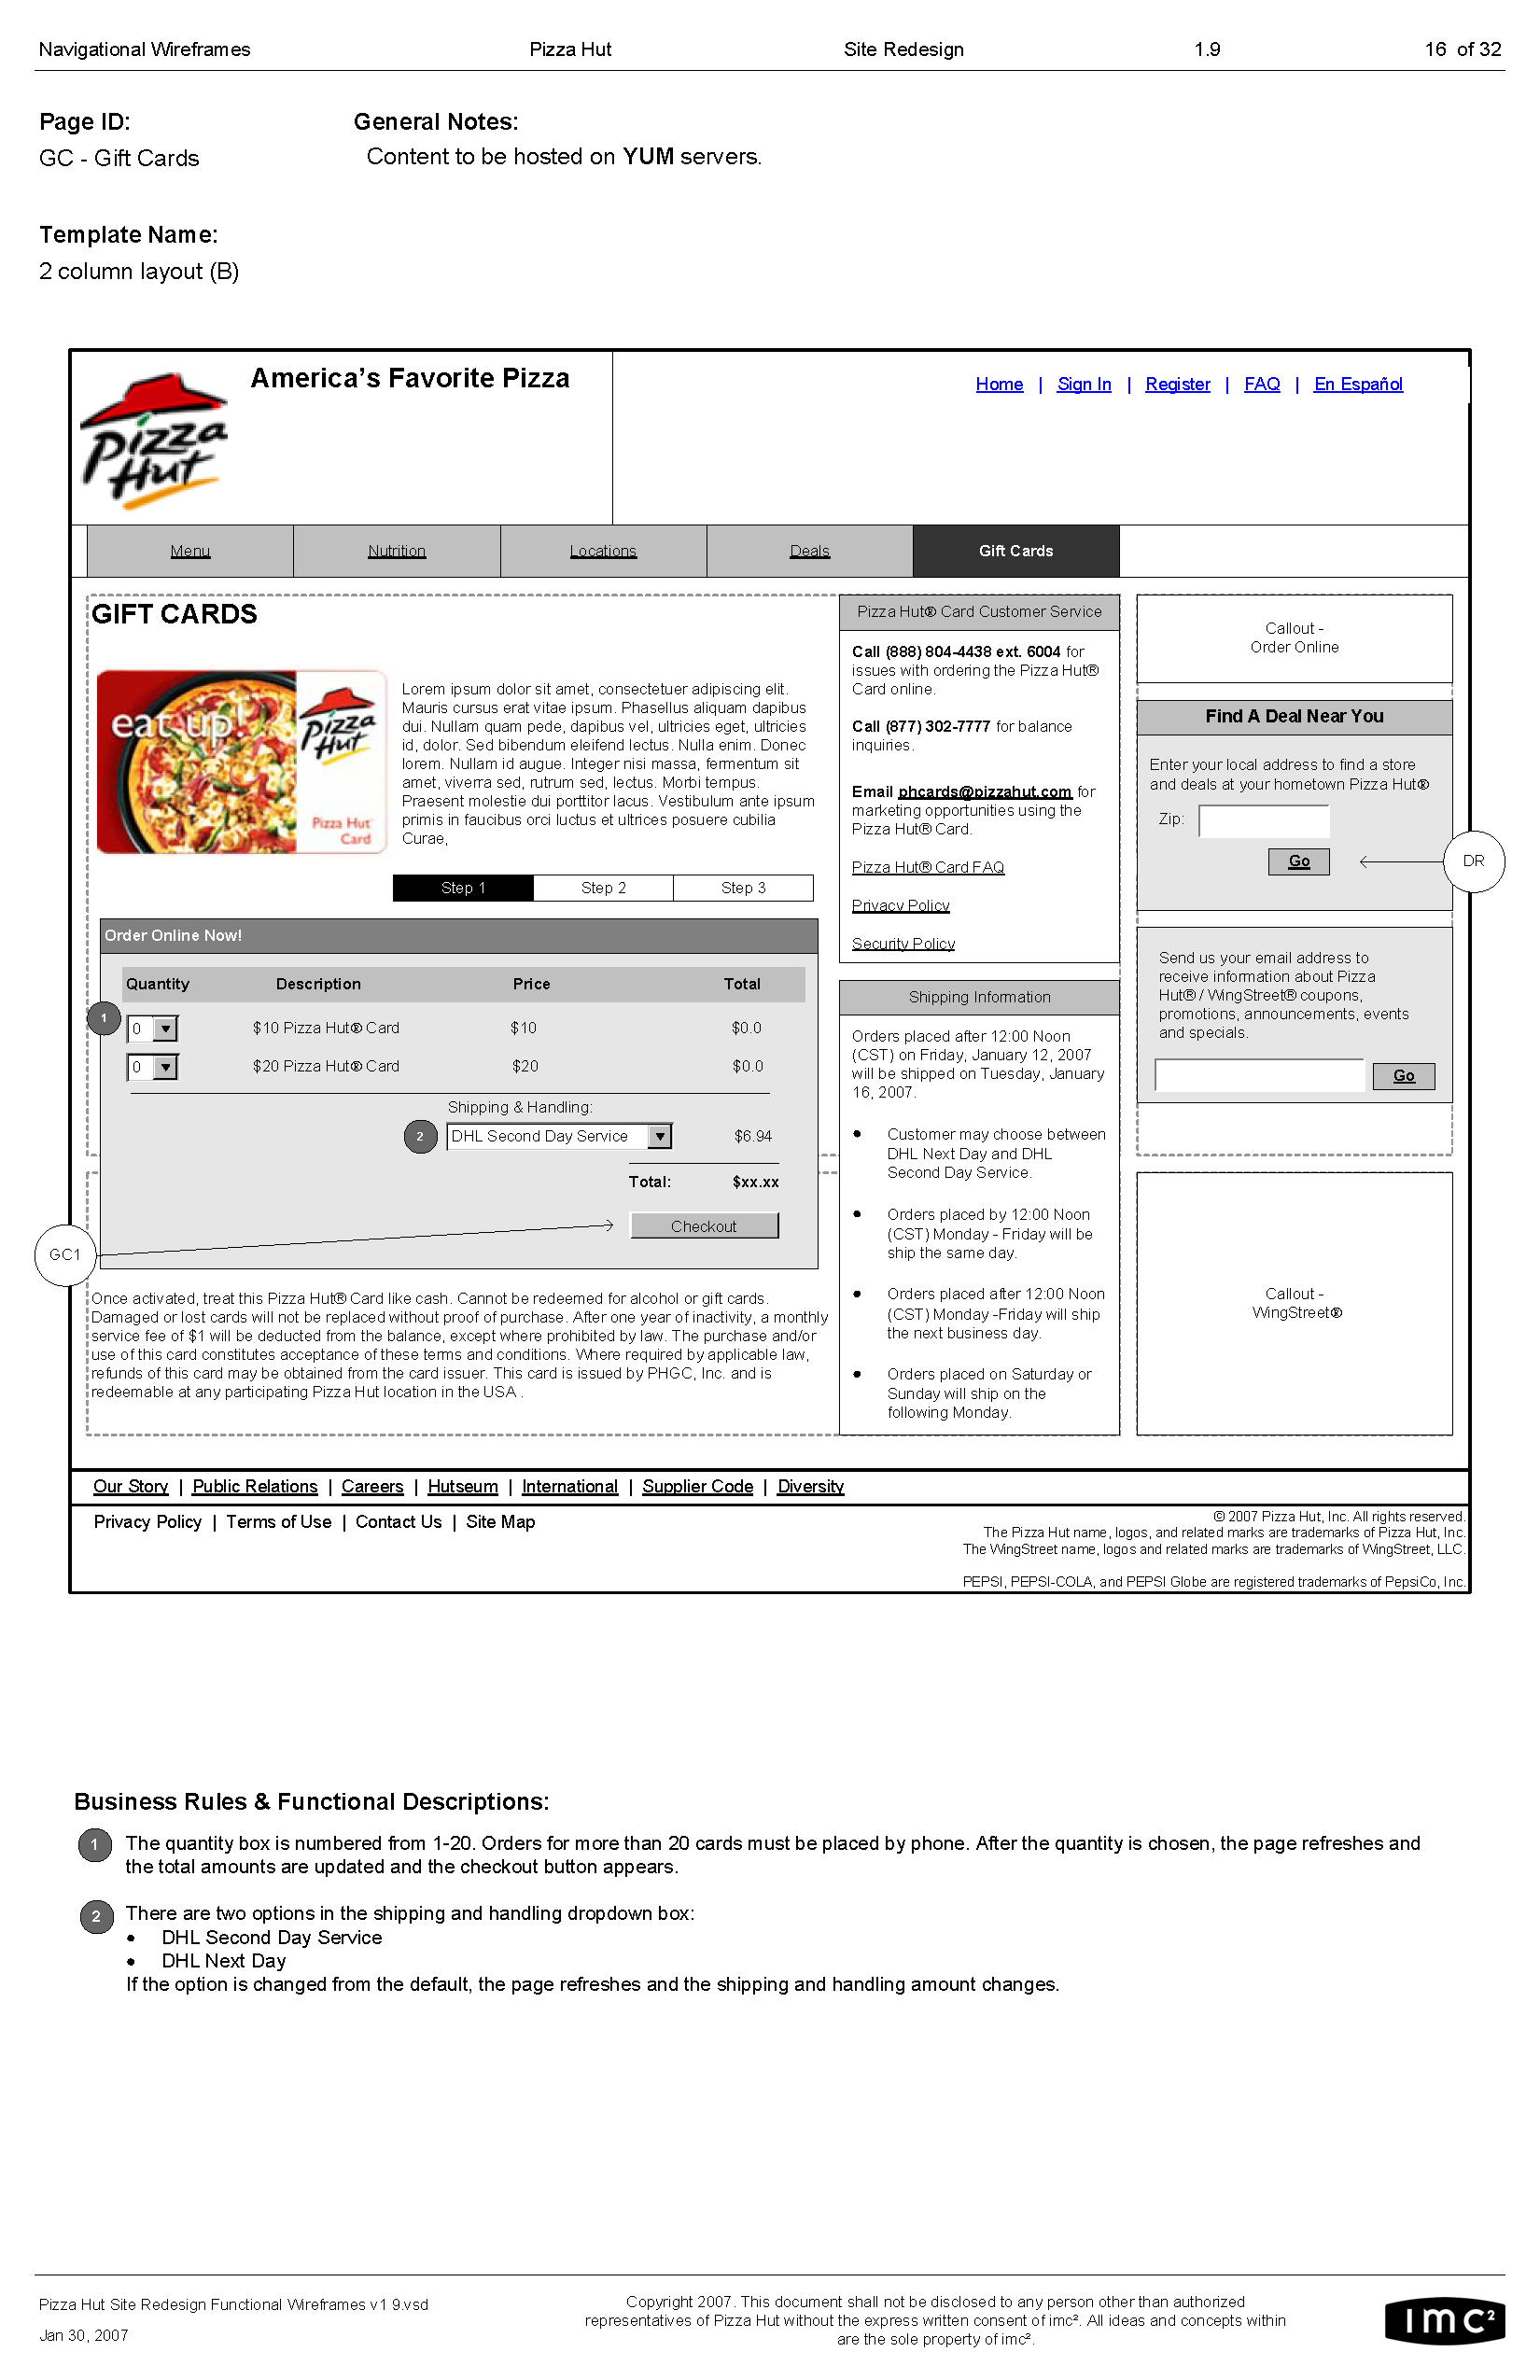 Navigational Wireframes Pizza Hut Site Redesign 1.9 16 of 32
Page ID:
GC - Gift Cards
General Notes:
Content to be hosted on YUM servers.
Template Name:
2 column layout (B)
Pizza
Hut
America's Favorite Pizza
Home | Sign In | Register | FAQ | En Español
Menu Nutrition Locations Deals Gift Cards
GIFT CARDS
eat up!
Pizza
Hut
Pizza Hut
Card
Lorem ipsum dolor sit amet, consectetuer adipiscing elit.
Mauris cursus erat vitae ipsum. Phasellus aliquam dapibus
dui. Nullam quam pede, dapibus vel, ultricies eget, ultricies
id, dolor. Sed bibendum eleifend lectus. Nulla enim. Donec
lorem. Nullam id augue. Integer nisi massa, fermentum sit
amet, viverra sed, rutrum sed, lectus. Morbi tempus.
Praesent molestie dui porttitor lacus. Vestibulum ante ipsum
primis in faucibus orci luctus et ultrices posuere cubilia
Curae,
Step 1 Step 2 Step 3
Order Online Now!
Quantity Description Price Total
1
0 $10 Pizza Hut® Card $10 $0.0
0 $20 Pizza Hut® Card $20 $0.0
Shipping & Handling:
2 DHL Second Day Service $6.94
Total: $xx.xx
Checkout
GC1
Once activated, treat this Pizza Hut® Card like cash. Cannot be redeemed for alcohol or gift cards.
Damaged or lost cards will not be replaced without proof of purchase. After one year of inactivity, a monthly
service fee of $1 will be deducted from the balance, except where prohibited by law. The purchase and/or
use of this card constitutes acceptance of these terms and conditions. Where required by applicable law,
refunds of this card may be obtained from the card issuer. This card is issued by PHGC, Inc. and is
redeemable at any participating Pizza Hut location in the USA .
Pizza Hut® Card Customer Service
Call (888) 804-4438 ext. 6004 for
issues with ordering the Pizza Hut®
Card online.
Call (877) 302-7777 for balance
inquiries.
Email phcards@pizzahut.com for
marketing opportunities using the
Pizza Hut® Card.
Pizza Hut® Card FAQ
Privacy Policy
Security Policy
Shipping Information
Orders placed after 12:00 Noon
(CST) on Friday, January 12, 2007
will be shipped on Tuesday, January
16, 2007.
• Customer may choose between
DHL Next Day and DHL
Second Day Service.
• Orders placed by 12:00 Noon
(CST) Monday - Friday will be
ship the same day.
• Orders placed after 12:00 Noon
(CST) Monday -Friday will ship
the next business day.
• Orders placed on Saturday or
Sunday will ship on the
following Monday.
Callout -
Order Online
Find A Deal Near You
Enter your local address to find a store
and deals at your hometown Pizza Hut®
Zip:
Go
DR
Send us your email address to
receive information about Pizza
Hut® / WingStreet® coupons,
promotions, announcements, events
and specials.
Go
Callout -
WingStreet®
Our Story | Public Relations | Careers | Hutseum | International | Supplier Code | Diversity
Privacy Policy | Terms of Use | Contact Us | Site Map
© 2007 Pizza Hut, Inc. All rights reserved.
The Pizza Hut name, logos, and related marks are trademarks of Pizza Hut, Inc.
The WingStreet name, logos and related marks are trademarks of WingStreet, LLC.
PEPSI, PEPSI-COLA, and PEPSI Globe are registered trademarks of PepsiCo, Inc.
Business Rules & Functional Descriptions:
1 The quantity box is numbered from 1-20. Orders for more than 20 cards must be placed by phone. After the quantity is chosen, the page refreshes and
the total amounts are updated and the checkout button appears.
2 There are two options in the shipping and handling dropdown box:
• DHL Second Day Service
• DHL Next Day
If the option is changed from the default, the page refreshes and the shipping and handling amount changes.
Pizza Hut Site Redesign Functional Wireframes v1 9.vsd
Jan 30, 2007
Copyright 2007. This document shall not be disclosed to any person other than authorized
representatives of Pizza Hut without the express written consent of imc². All ideas and concepts within
are the sole property of imc².
imc²